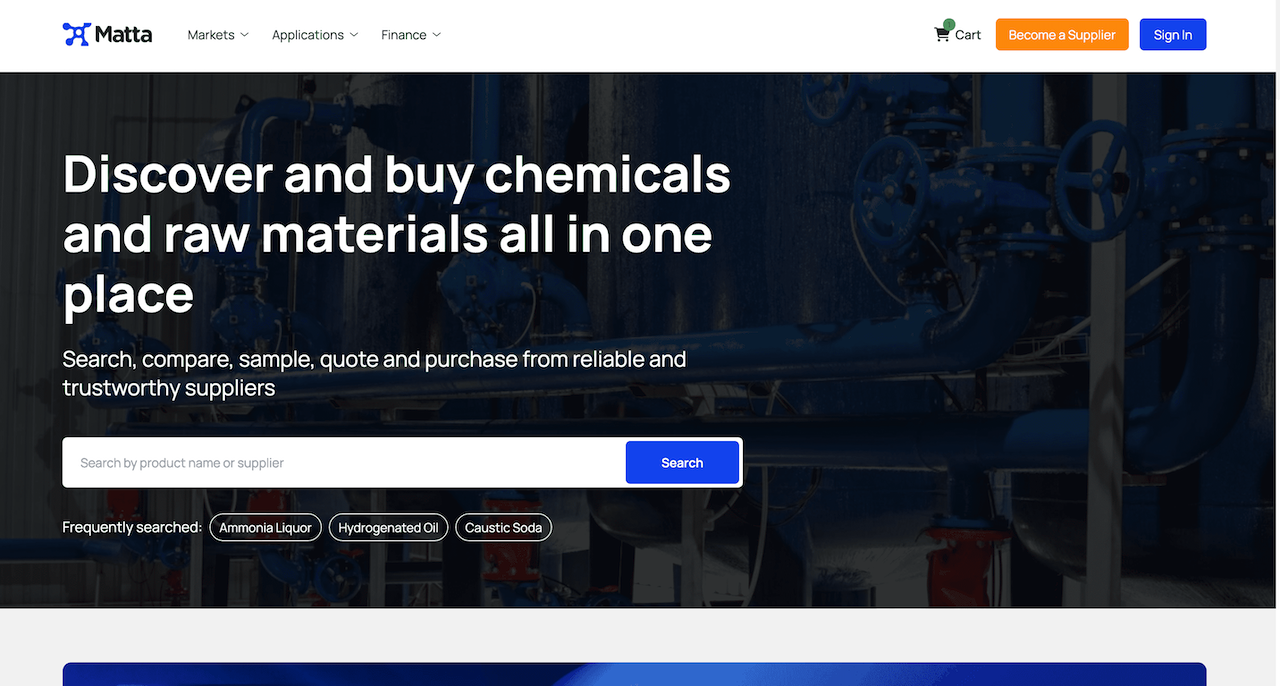 Matta
Markets
Applications
Finance
Cart
Become a Supplier
Sign In
Discover and buy chemicals
and raw materials all in one
place
Search, compare, sample, quote and purchase from reliable and
trustworthy suppliers
Search by product name or supplier
Search
Frequently searched:
Ammonia Liquor
Hydrogenated Oil
Caustic Soda